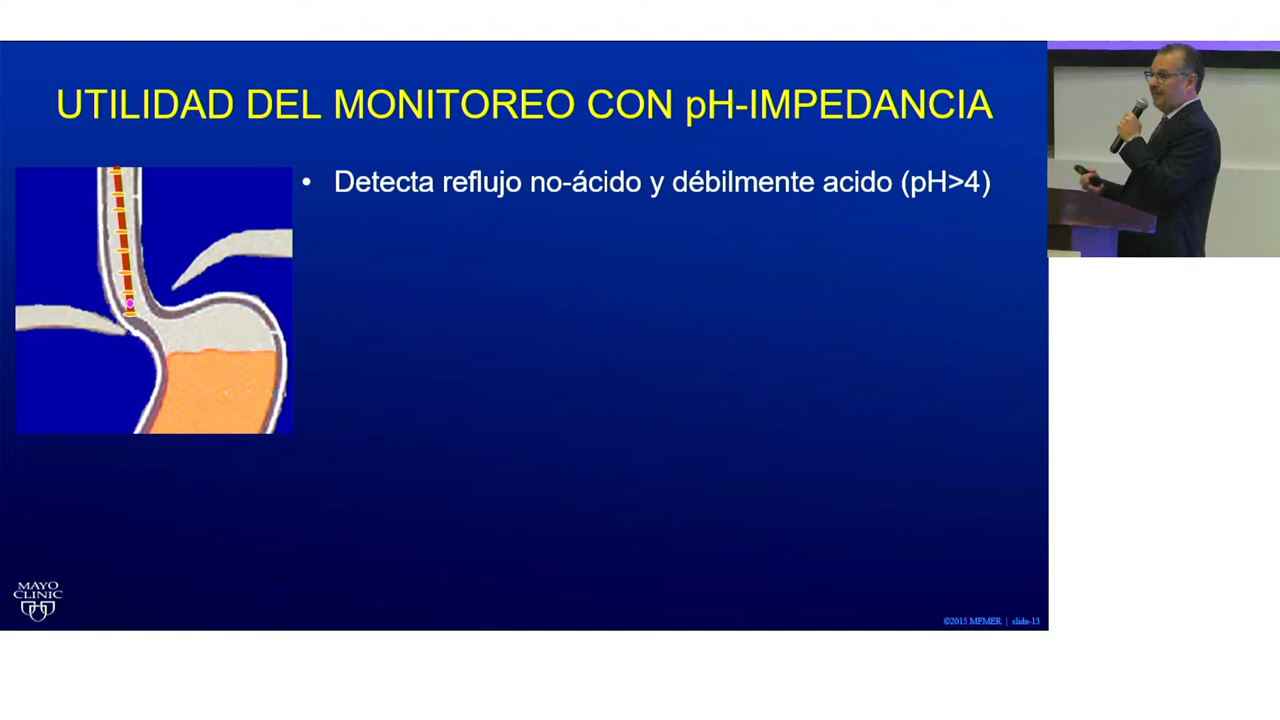 UTILIDAD DEL MONITOREO CON pH-IMPEDANCIA
• Detecta reflujo no-ácido y débilmente acido (pH>4)
MAYO
CLINIC
©2015 MFMER | slide-13